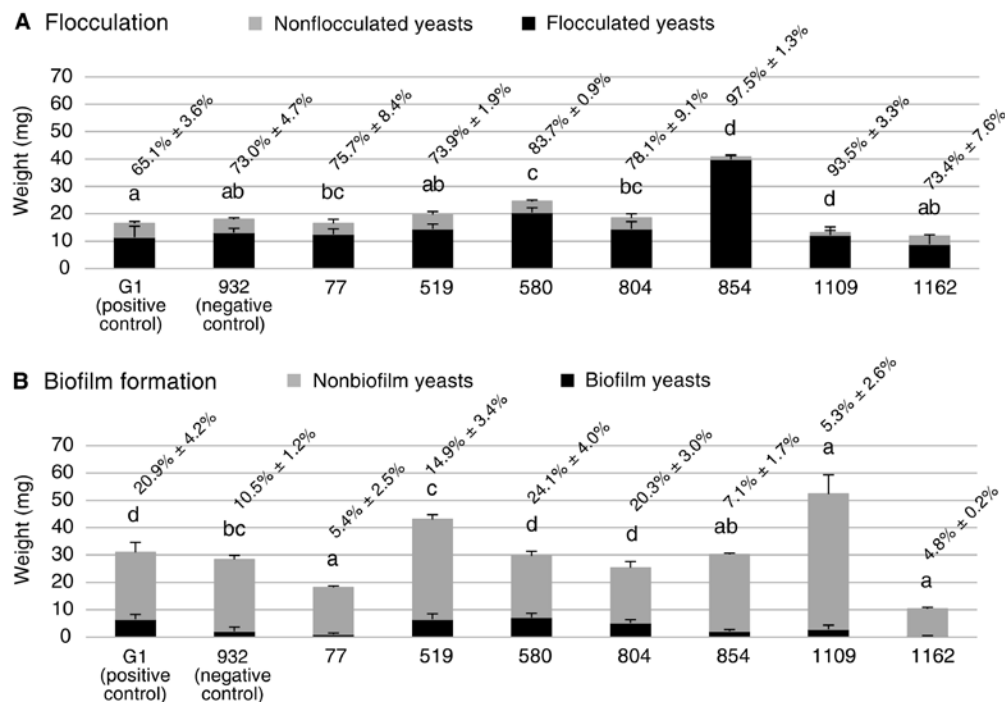 A Flocculation
Nonflocculated yeasts
Flocculated yeasts
Weight (mg)
70
60
50
40
30
20
10
0
65.1% ± 3.6%
73.0% ± 4.7%
75.7% ± 8.4%
73.9% ± 1.9%
83.7% ± 0.9%
78.1% ± 9.1%
97.5% ± 1.3%
93.5% ± 3.3%
73.4% ± 7.6%
a
ab
bc
ab
c
bc
d
d
ab
G1
(positive
control)
932
(negative
control)
77
519
580
804
854
1109
1162
B Biofilm formation
Nonbiofilm yeasts
Biofilm yeasts
Weight (mg)
70
60
50
40
30
20
10
0
20.9% ± 4.2%
10.5% ± 1.2%
5.4% ± 2.5%
14.9% ± 3.4%
24.1% ± 4.0%
20.3% ± 3.0%
7.1% ± 1.7%
5.3% ± 2.6%
4.8% ± 0.2%
d
bc
a
c
d
d
ab
a
a
G1
(positive
control)
932
(negative
control)
77
519
580
804
854
1109
1162